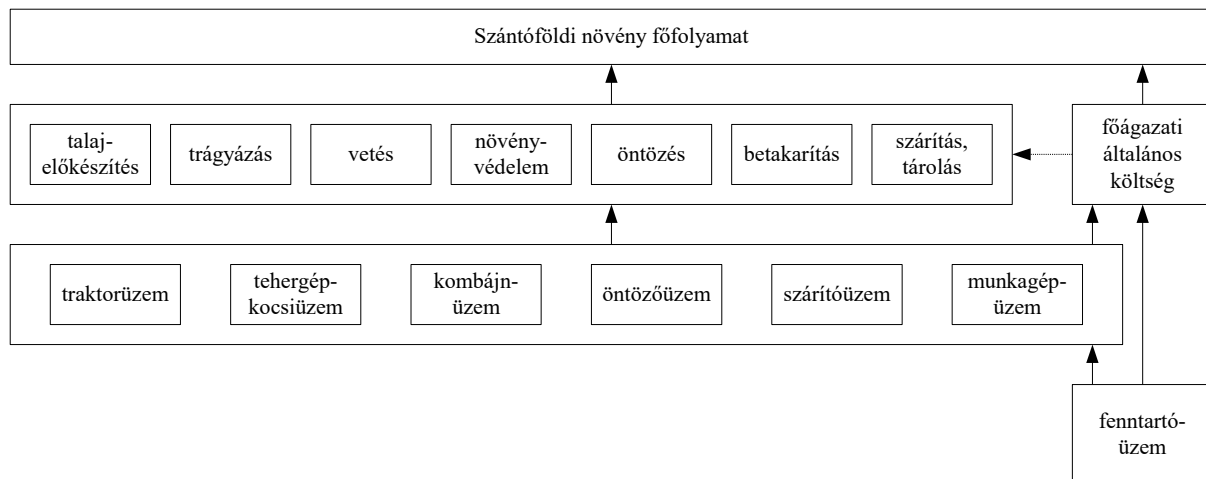 Szántóföldi növény főfolyamat
talaj-
előkészítés
trágyázás
vetés
növény-
védelem
öntözés
betakarítás
szárítás,
tárolás
főágazati
általános
költség
traktorüzem
tehergép-
kocsiüzem
kombájn-
üzem
öntözőüzem
szárítóüzem
munkagép-
üzem
fenntartó-
üzem